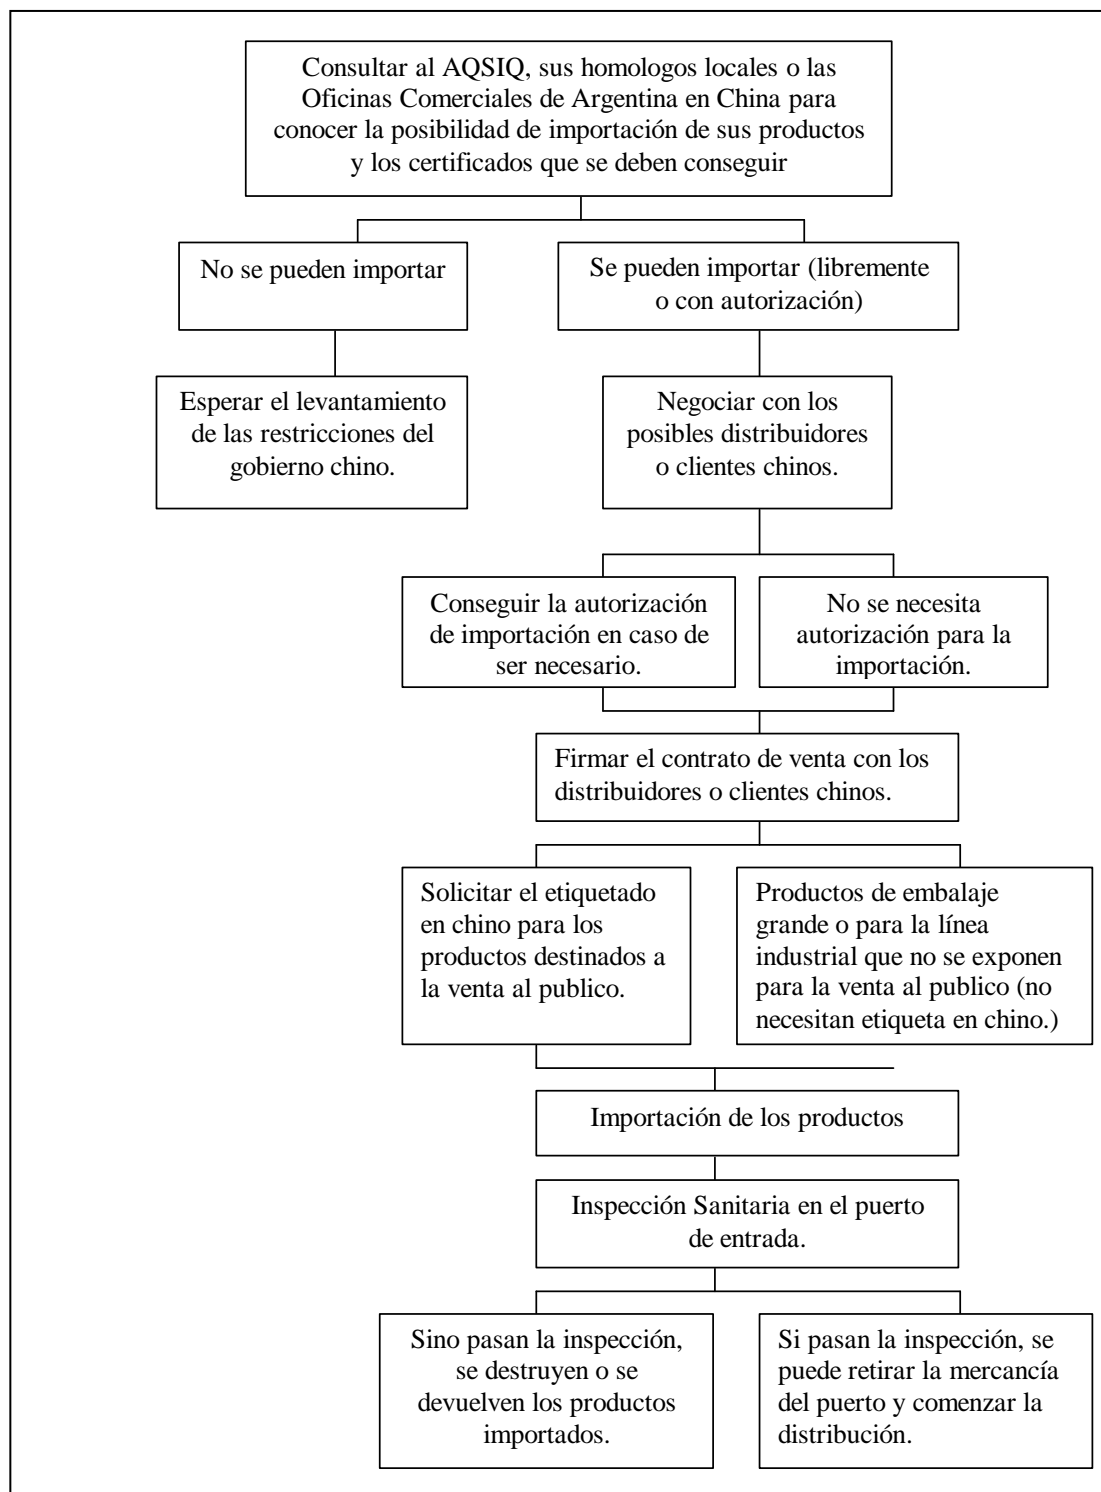 Consultar al AQSIQ, sus homologos locales o las
Oficinas Comerciales de Argentina en China para
conocer la posibilidad de importación de sus productos
y los certificados que se deben conseguir
No se pueden importar
Se pueden importar (libremente
o con autorización)
Esperar el levantamiento
de las restricciones del
gobierno chino.
Negociar con los
posibles distribuidores
o clientes chinos.
Conseguir la autorización
de importación en caso de
ser necesario.
No se necesita
autorización para la
importación.
Firmar el contrato de venta con los
distribuidores o clientes chinos.
Solicitar el etiquetado
en chino para los
productos destinados a
la venta al publico.
Productos de embalaje
grande o para la línea
industrial que no se exponen
para la venta al publico (no
necesitan etiqueta en chino.)
Importación de los productos
Inspección Sanitaria en el puerto
de entrada.
Sino pasan la inspección,
se destruyen o se
devuelven los productos
importados.
Si pasan la inspección, se
puede retirar la mercancía
del puerto y comenzar la
distribución.